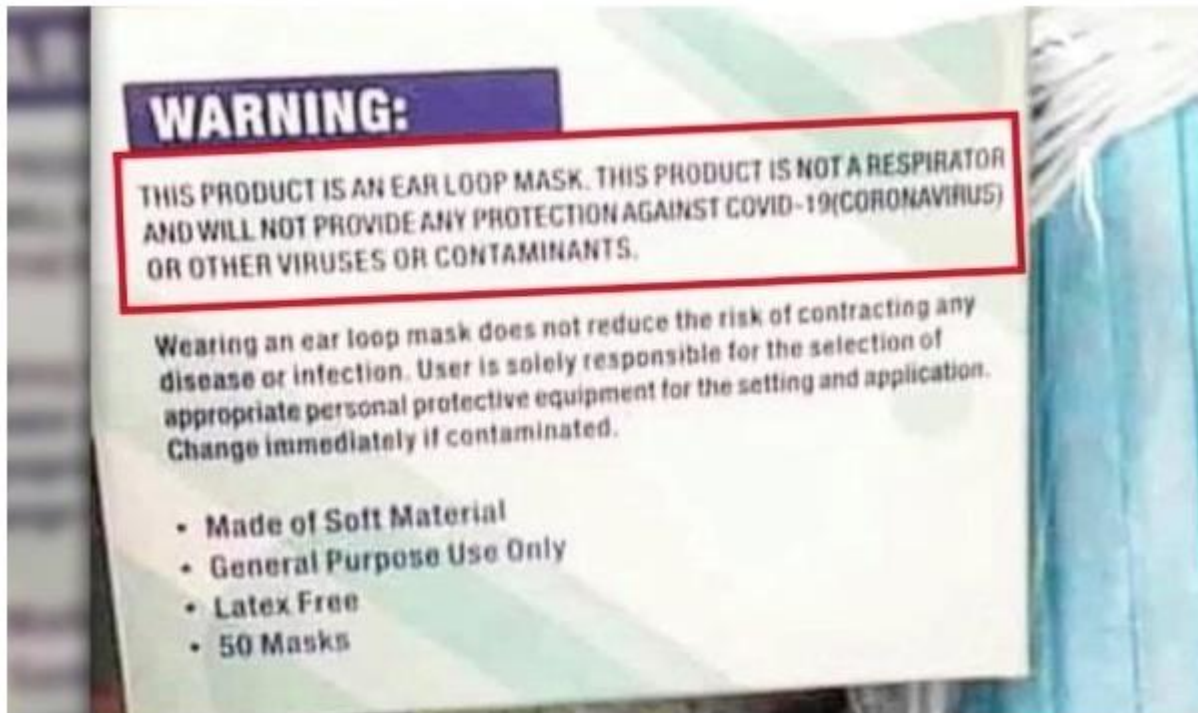 WARNING:
THIS PRODUCT IS AN EAR LOOP MASK. THIS PRODUCT IS NOT A RESPIRATOR
AND WILL NOT PROVIDE ANY PROTECTION AGAINST COVID-19(CORONAVIRUS)
OR OTHER VIRUSES OR CONTAMINANTS.
Wearing an ear loop mask does not reduce the risk of contracting any
disease or infection. User is solely responsible for the selection of
appropriate personal protective equipment for the setting and application.
Change immediately if contaminated.
• Made of Soft Material
• General Purpose Use Only
• Latex Free
• 50 Masks